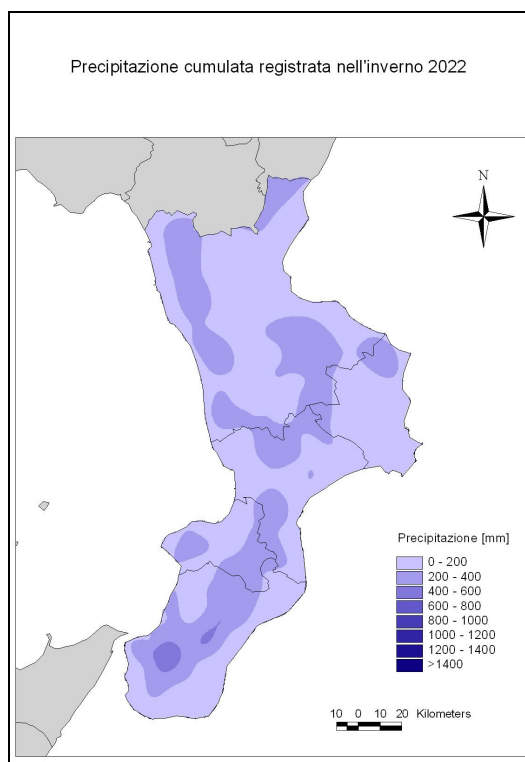 Precipitazione cumulata registrata nell'inverno 2022
N
Precipitazione [mm]
0 - 200
200 - 400
400 - 600
600 - 800
800 - 1000
1000 - 1200
1200 - 1400
>1400
10 0 10 20 Kilometers